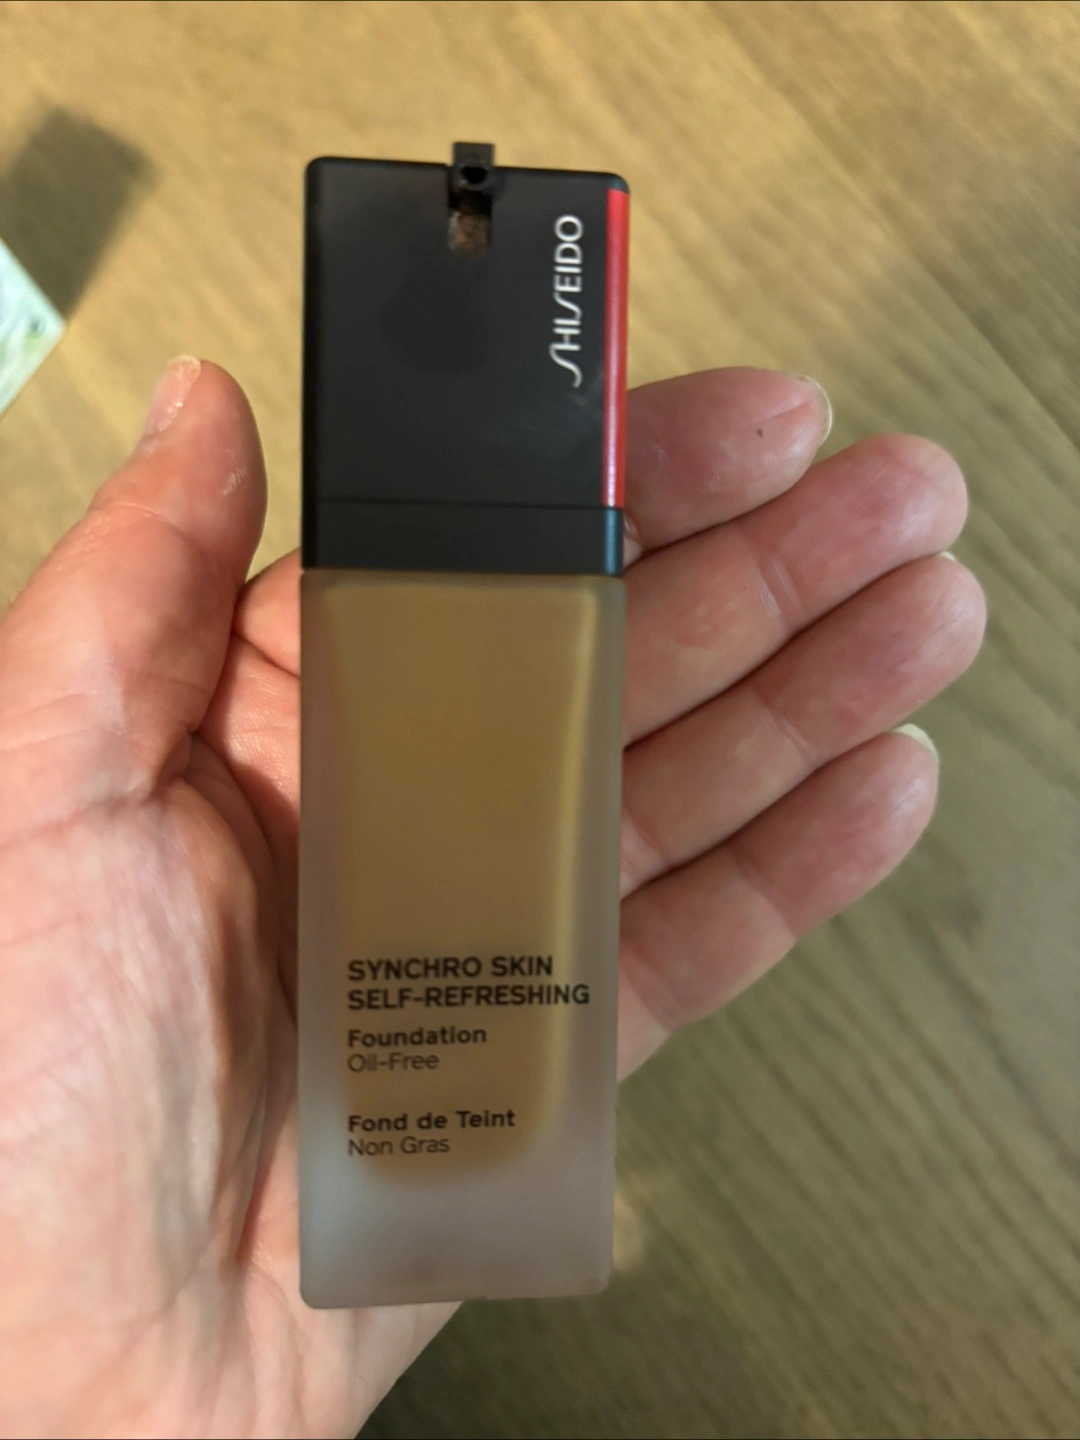 SHISEIDO
SYNCHRO SKIN
SELF-REFRESHING
Foundation
Oil-Free
Fond de Teint
Non Gras